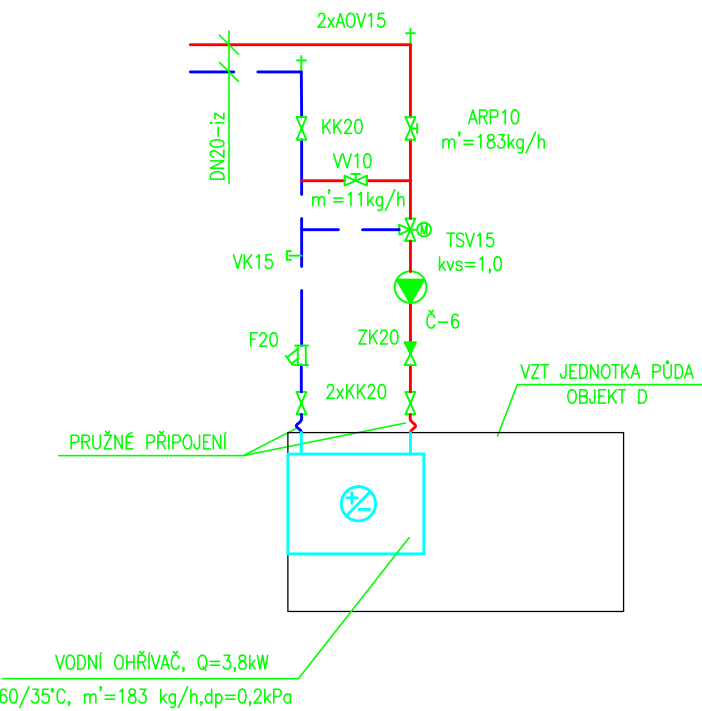 2xAOV15
DN20-iz
KK20
ARP10
m'=183kg/h
VV10
m'=11kg/h
M
TSV15
kvs=1,0
VK15
Č-6
F20
ZK20
2xKK20
VZT JEDNOTKA PŮDA
OBJEKT D
PRUŽNÉ PŘIPOJENÍ
VODNÍ OHŘÍVAČ, Q=3,8kW
60/35°C, m'=183 kg/h,dp=0,2kPa